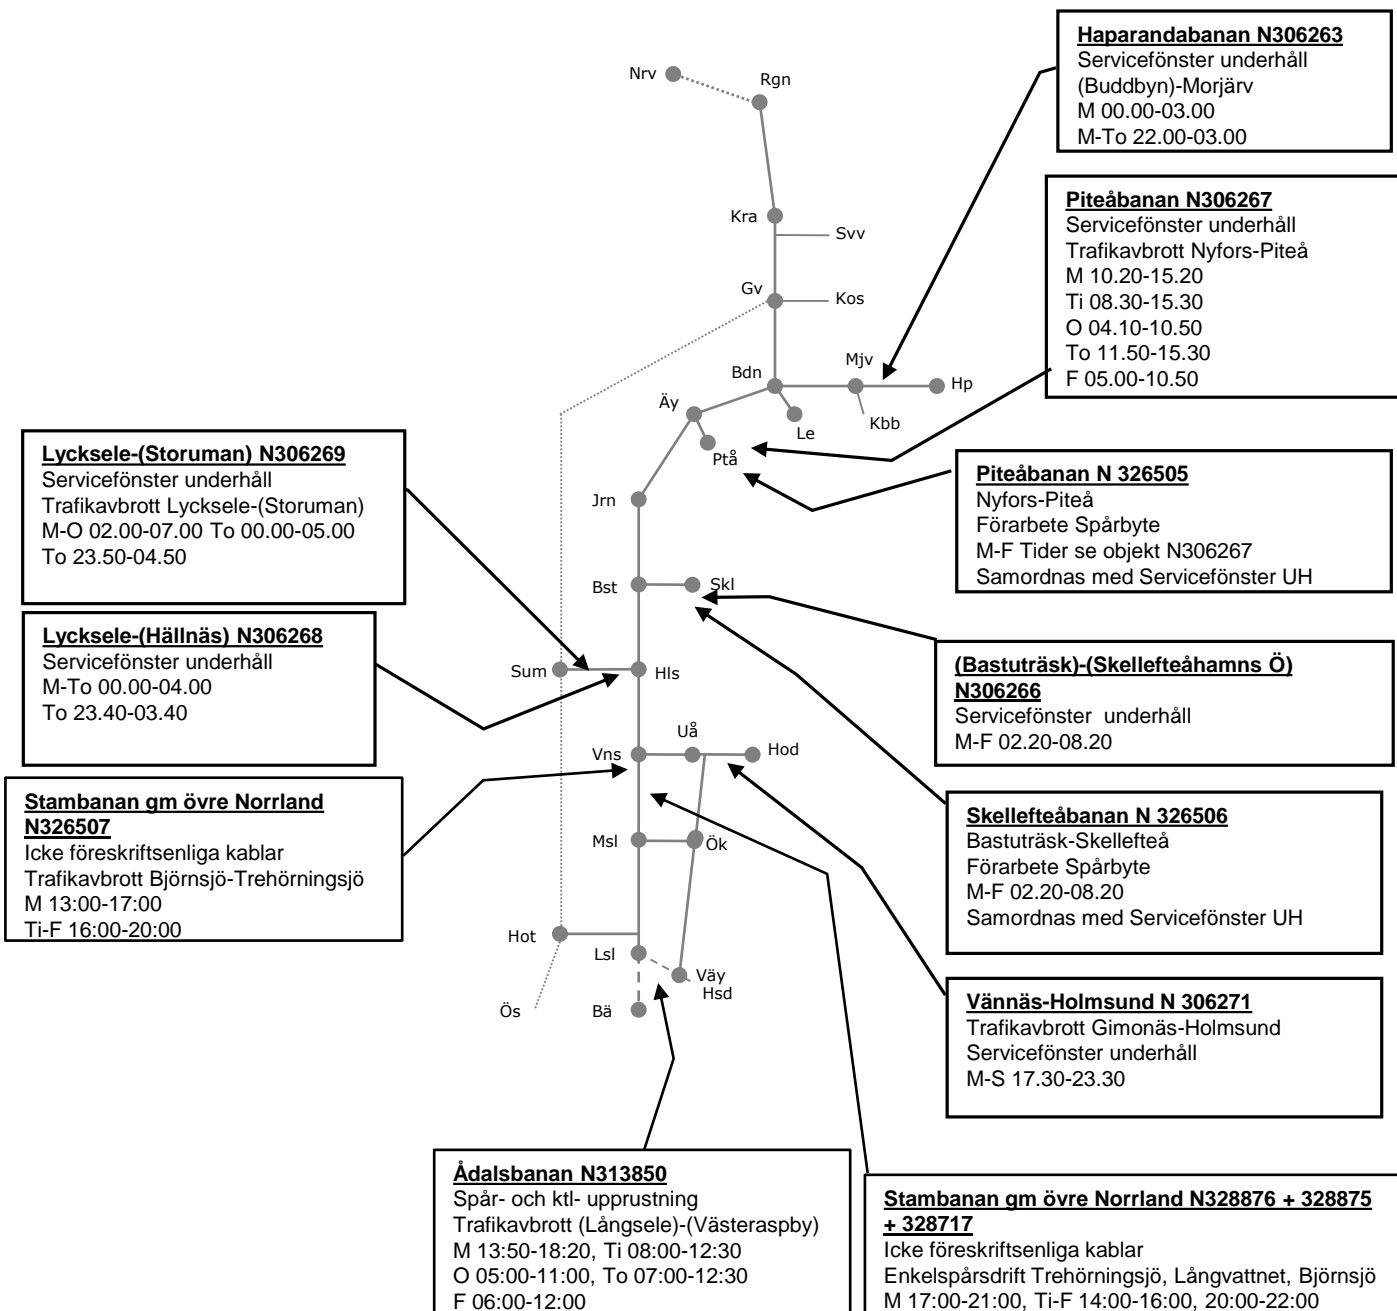 Haparandabanan N306263
Servicefönster underhåll
(Buddbyn)-Morjärv
M 00.00-03.00
M-To 22.00-03.00
Piteåbanan N306267
Servicefönster underhåll
Trafikavbrott Nyfors-Piteå
M 10.20-15.20
Ti 08.30-15.30
O 04.10-10.50
To 11.50-15.30
F 05.00-10.50
Nrv
Rgn
Kra
Svv
Gv
Kos
Bdn
Mjv
Hp
Kbb
Le
Äy
Ptå
Jrn
Bst
Skl
Sum
Hls
Vns
Uå
Hod
Msl
Ök
Hot
Lsl
Väy
Hsd
Ös
Bä
Lycksele-(Storuman) N306269
Servicefönster underhåll
Trafikavbrott Lycksele-(Storuman)
M-O 02.00-07.00 To 00.00-05.00
To 23.50-04.50
Lycksele-(Hällnäs) N306268
Servicefönster underhåll
M-To 00.00-04.00
To 23.40-03.40
Stambanan gm övre Norrland
N326507
Icke föreskriftsenliga kablar
Trafikavbrott Björnsjö-Trehörningsjö
M 13:00-17:00
Ti-F 16:00-20:00
Piteåbanan N 326505
Nyfors-Piteå
Förarbete Spårbyte
M-F Tider se objekt N306267
Samordnas med Servicefönster UH
(Bastuträsk)-(Skellefteåhamns Ö)
N306266
Servicefönster underhåll
M-F 02.20-08.20
Skellefteåbanan N 326506
Bastuträsk-Skellefteå
Förarbete Spårbyte
M-F 02.20-08.20
Samordnas med Servicefönster UH
Vännäs-Holmsund N 306271
Trafikavbrott Gimonäs-Holmsund
Servicefönster underhåll
M-S 17.30-23.30
Ådalsbanan N313850
Spår- och ktl- upprustning
Trafikavbrott (Långsele)-(Västeraspby)
M 13:50-18:20, Ti 08:00-12:30
O 05:00-11:00, To 07:00-12:30
F 06:00-12:00
Stambanan gm övre Norrland N328876 + 328875
+ 328717
Icke föreskriftsenliga kablar
Enkelspårsdrift Trehörningsjö, Långvattnet, Björnsjö
M 17:00-21:00, Ti-F 14:00-16:00, 20:00-22:00